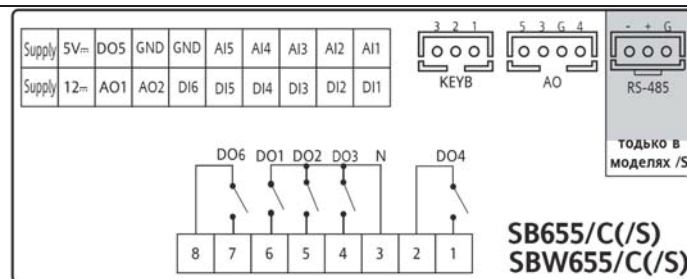 Supply 5V⎓ DO5 GND GND AI5 AI4 AI3 AI2 AI1
Supply 12⎓ AO1 AO2 DI6 DI5 DI4 DI3 DI2 DI1
3 2 1
KEYB
5 3 G 4
AO
- + G
RS-485
только в
моделях /S
DO6 DO1 DO2 DO3 N DO4
8 7 6 5 4 3 2 1
SB655/C(/S)
SBW655/C(/S)